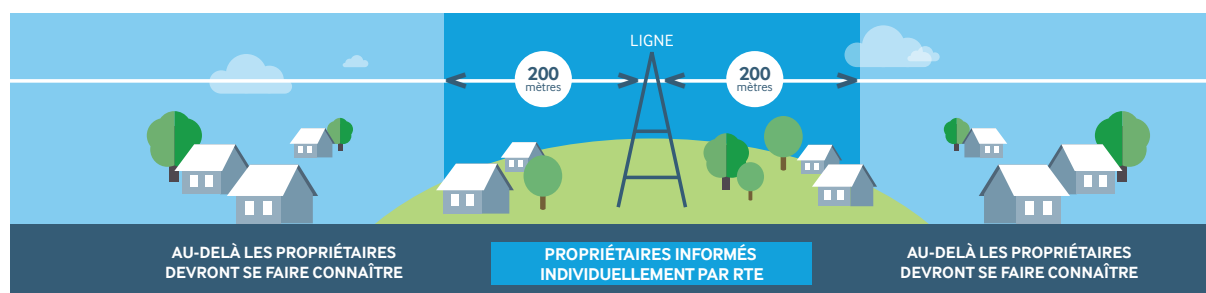 LIGNE
200
mètres
200
mètres
AU-DELÀ LES PROPRIÉTAIRES
DEVRONT SE FAIRE CONNAÎTRE
PROPRIÉTAIRES INFORMÉS
INDIVIDUELLEMENT PAR RTE
AU-DELÀ LES PROPRIÉTAIRES
DEVRONT SE FAIRE CONNAÎTRE